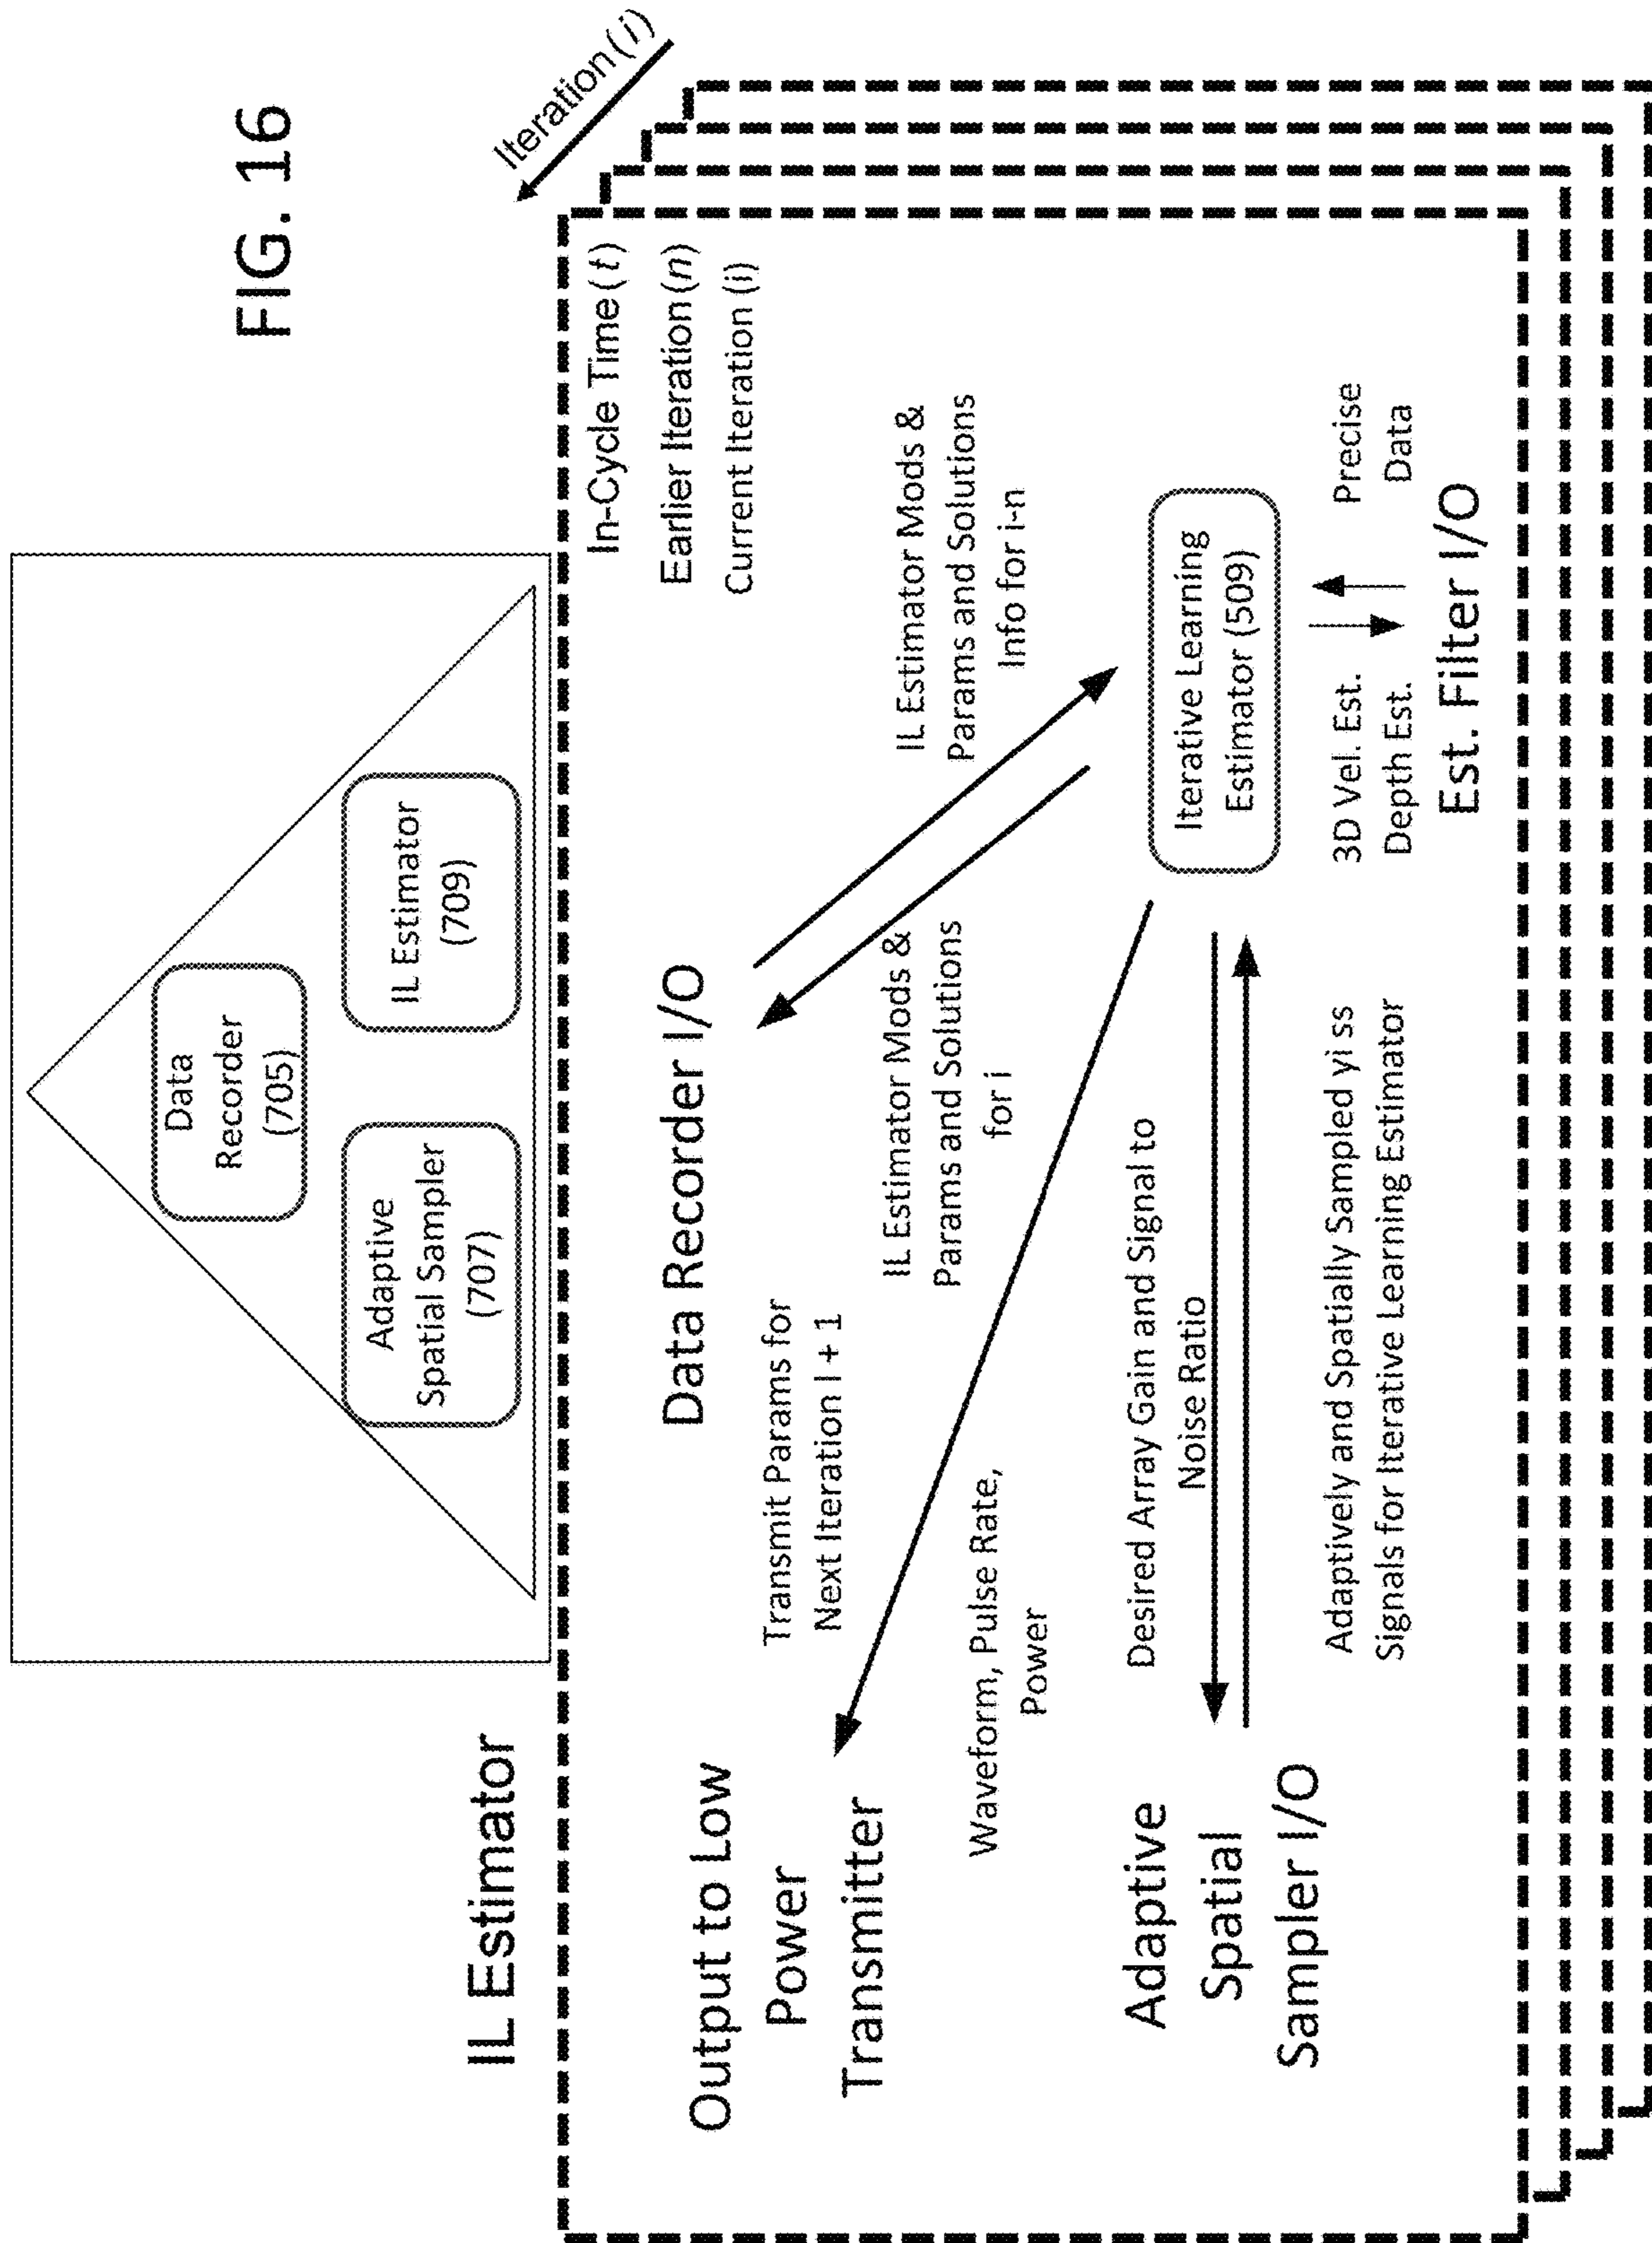 FIG. 16
Iteration (i)
IL Estimator
Data
Recorder
(705)
Adaptive
Spatial Sampler
(707)
IL Estimator
(709)
In-Cycle Time (t)
Earlier Iteration (n)
Current Iteration (i)
Output to Low
Power
Transmitter
Data Recorder I/O
Transmit Params for
Next Iteration I + 1
IL Estimator Mods &
Params and Solutions
for i
IL Estimator Mods &
Params and Solutions
Info for i-n
Waveform, Pulse Rate,
Power
Adaptive
Spatial
Sampler I/O
Desired Array Gain and Signal to
Noise Ratio
Adaptively and Spatially Sampled yi ss
Signals for Iterative Learning Estimator
Iterative Learning
Estimator (509)
3D Vel. Est.
Depth Est.
Precise
Data
Est. Filter I/O